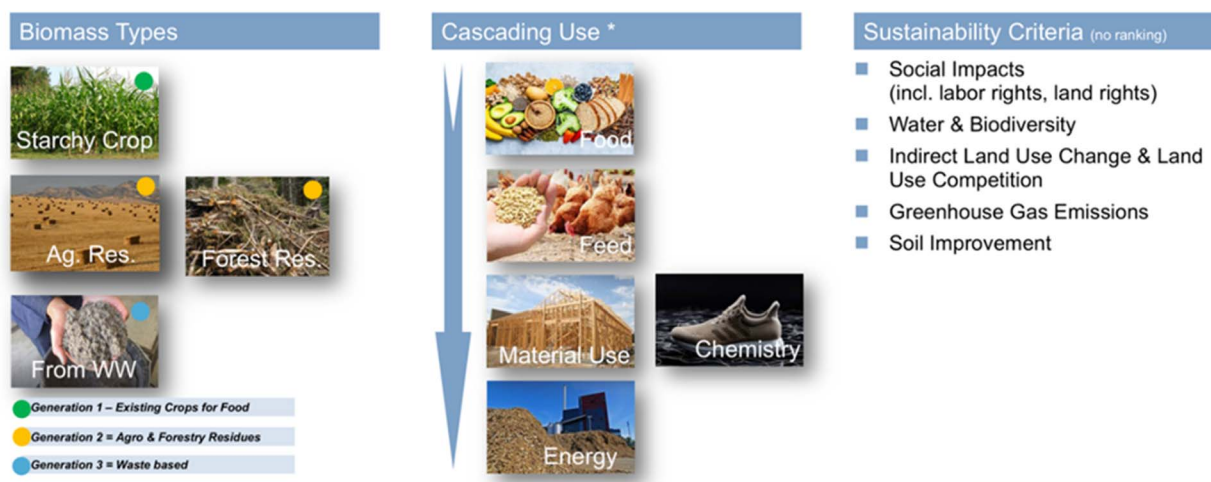 Biomass Types
Starchy Crop
Ag. Res.
Forest Res.
From WW
Generation 1 – Existing Crops for Food
Generation 2 = Agro & Forestry Residues
Generation 3 = Waste based
Cascading Use *
Food
Feed
Material Use
Chemistry
Energy
Sustainability Criteria (no ranking)
Social Impacts
(incl. labor rights, land rights)
Water & Biodiversity
Indirect Land Use Change & Land
Use Competition
Greenhouse Gas Emissions
Soil Improvement